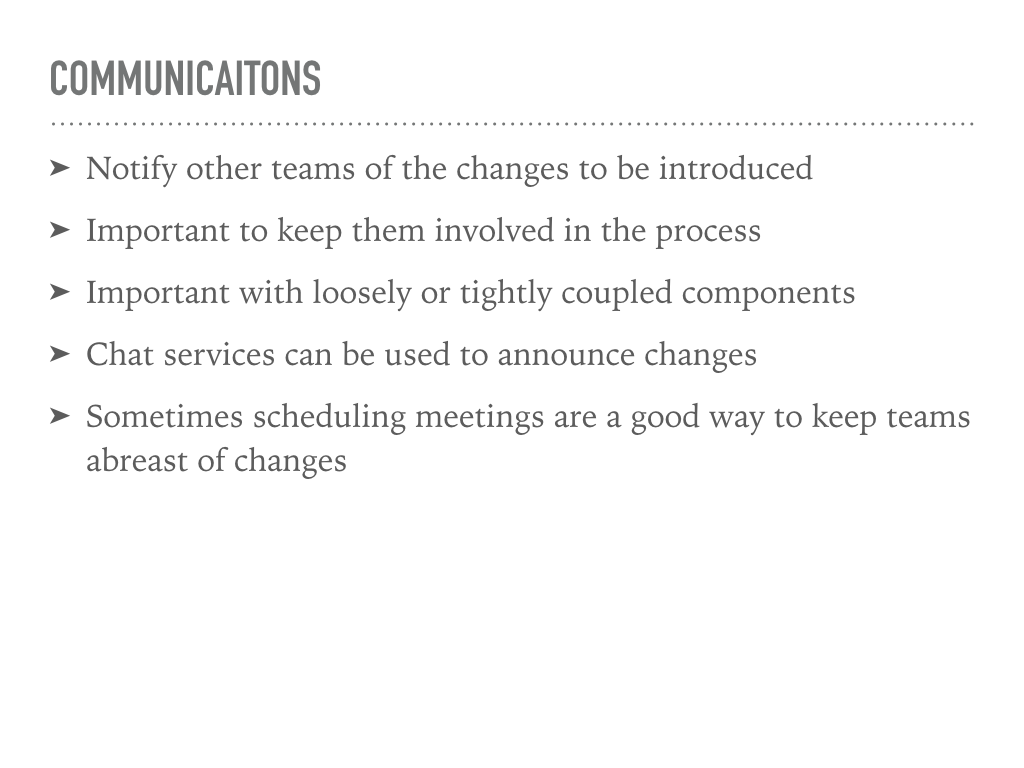 COMMUNICAITONS
➤ Notify other teams of the changes to be introduced
➤ Important to keep them involved in the process
➤ Important with loosely or tightly coupled components
➤ Chat services can be used to announce changes
➤ Sometimes scheduling meetings are a good way to keep teams
abreast of changes